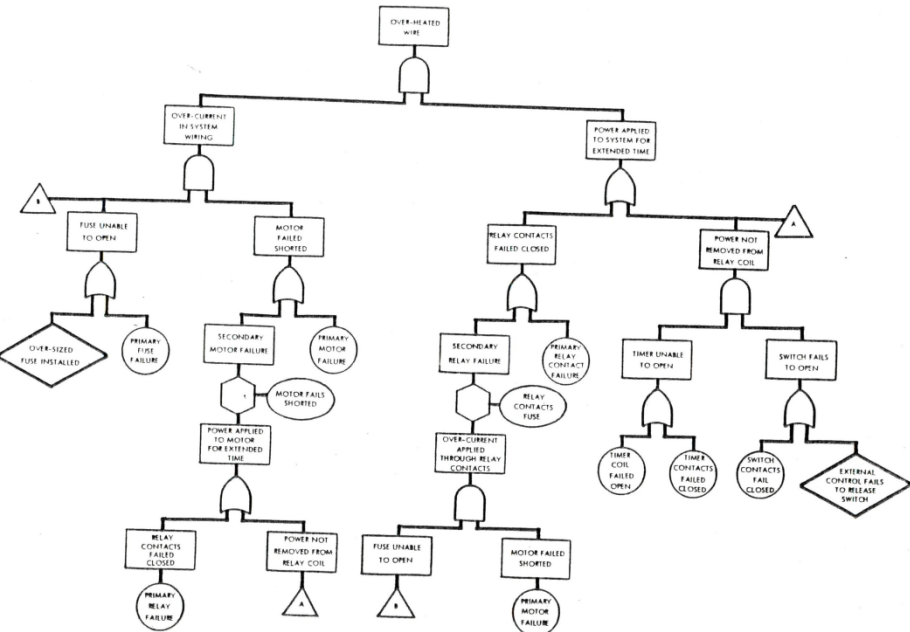 OVER-HEATED
WIRE
OVER-CURRENT
IN SYSTEM
WIRING
POWER APPLIED
TO SYSTEM FOR
EXTENDED TIME
B
FUSE UNABLE
TO OPEN
MOTOR
FAILED
SHORTED
RELAY CONTACTS
FAILED CLOSED
A
POWER NOT
REMOVED FROM
RELAY COIL
OVER-SIZED
FUSE INSTALLED
PRIMARY
FUSE
FAILURE
SECONDARY
MOTOR FAILURE
PRIMARY
MOTOR
FAILURE
SECONDARY
RELAY FAILURE
PRIMARY
RELAY
CONTACT
FAILURE
TIMER UNABLE
TO OPEN
SWITCH FAILS
TO OPEN
MOTOR FAILS
SHORTED
RELAY
CONTACTS
FUSE
POWER APPLIED
TO MOTOR
FOR EXTENDED
TIME
OVER-CURRENT
APPLIED
THROUGH RELAY
CONTACTS
TIMER
COIL
FAILED
OPEN
TIMER
CONTACTS
FAILED
CLOSED
SWITCH
CONTACTS
FAIL
CLOSED
EXTERNAL
CONTROL FAILS
TO RELEASE
SWITCH
RELAY
CONTACTS
FAILED
CLOSED
POWER NOT
REMOVED FROM
RELAY COIL
FUSE UNABLE
TO OPEN
MOTOR FAILED
SHORTED
PRIMARY
RELAY
FAILURE
A
B
PRIMARY
MOTOR
FAILURE